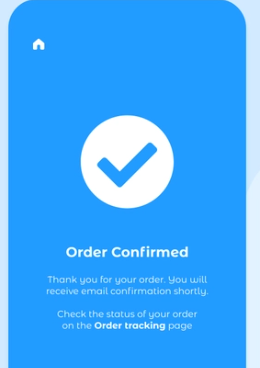 Order Confirmed
Thank you for your order. You will
receive email confirmation shortly.
Check the status of your order
on the Order tracking page